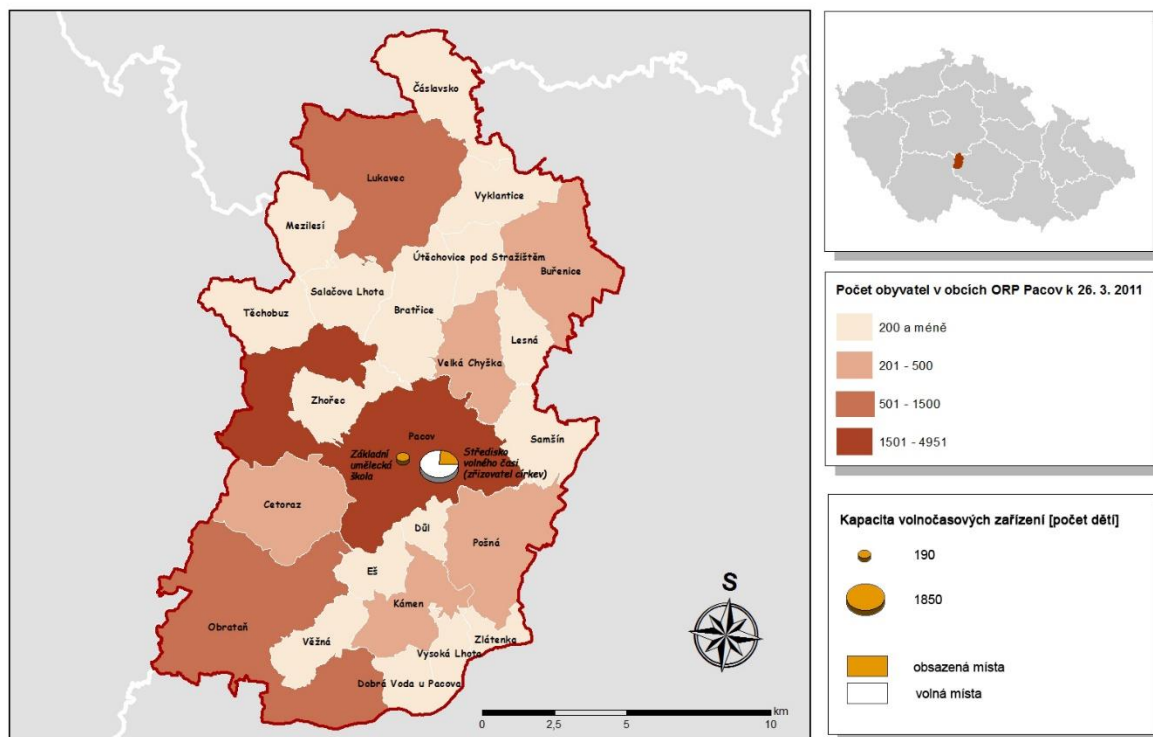 Čáslavsko
Lukavec
Vyklantice
Mezilesí
Útěchovice pod Stražištěm
Buřenice
Salačova Lhota
Těchobuz
Bratřice
Lesná
Velká Chyška
Zhořec
Samšín
Pacov
Základní
umělecká
škola
Středisko
volného časi
(zřizovatel církev)
Cetoraz
Důl
Pošná
Eš
Kámen
Obrataň
Věžná
Zlátenka
Vysoká Lhota
Dobrá Voda u Pacova
S
km
0 2,5 5 10
Počet obyvatel v obcích ORP Pacov k 26. 3. 2011
200 a méně
201 - 500
501 - 1500
1501 - 4951
Kapacita volnočasových zařízení [počet dětí]
190
1850
obsazená místa
volná místa